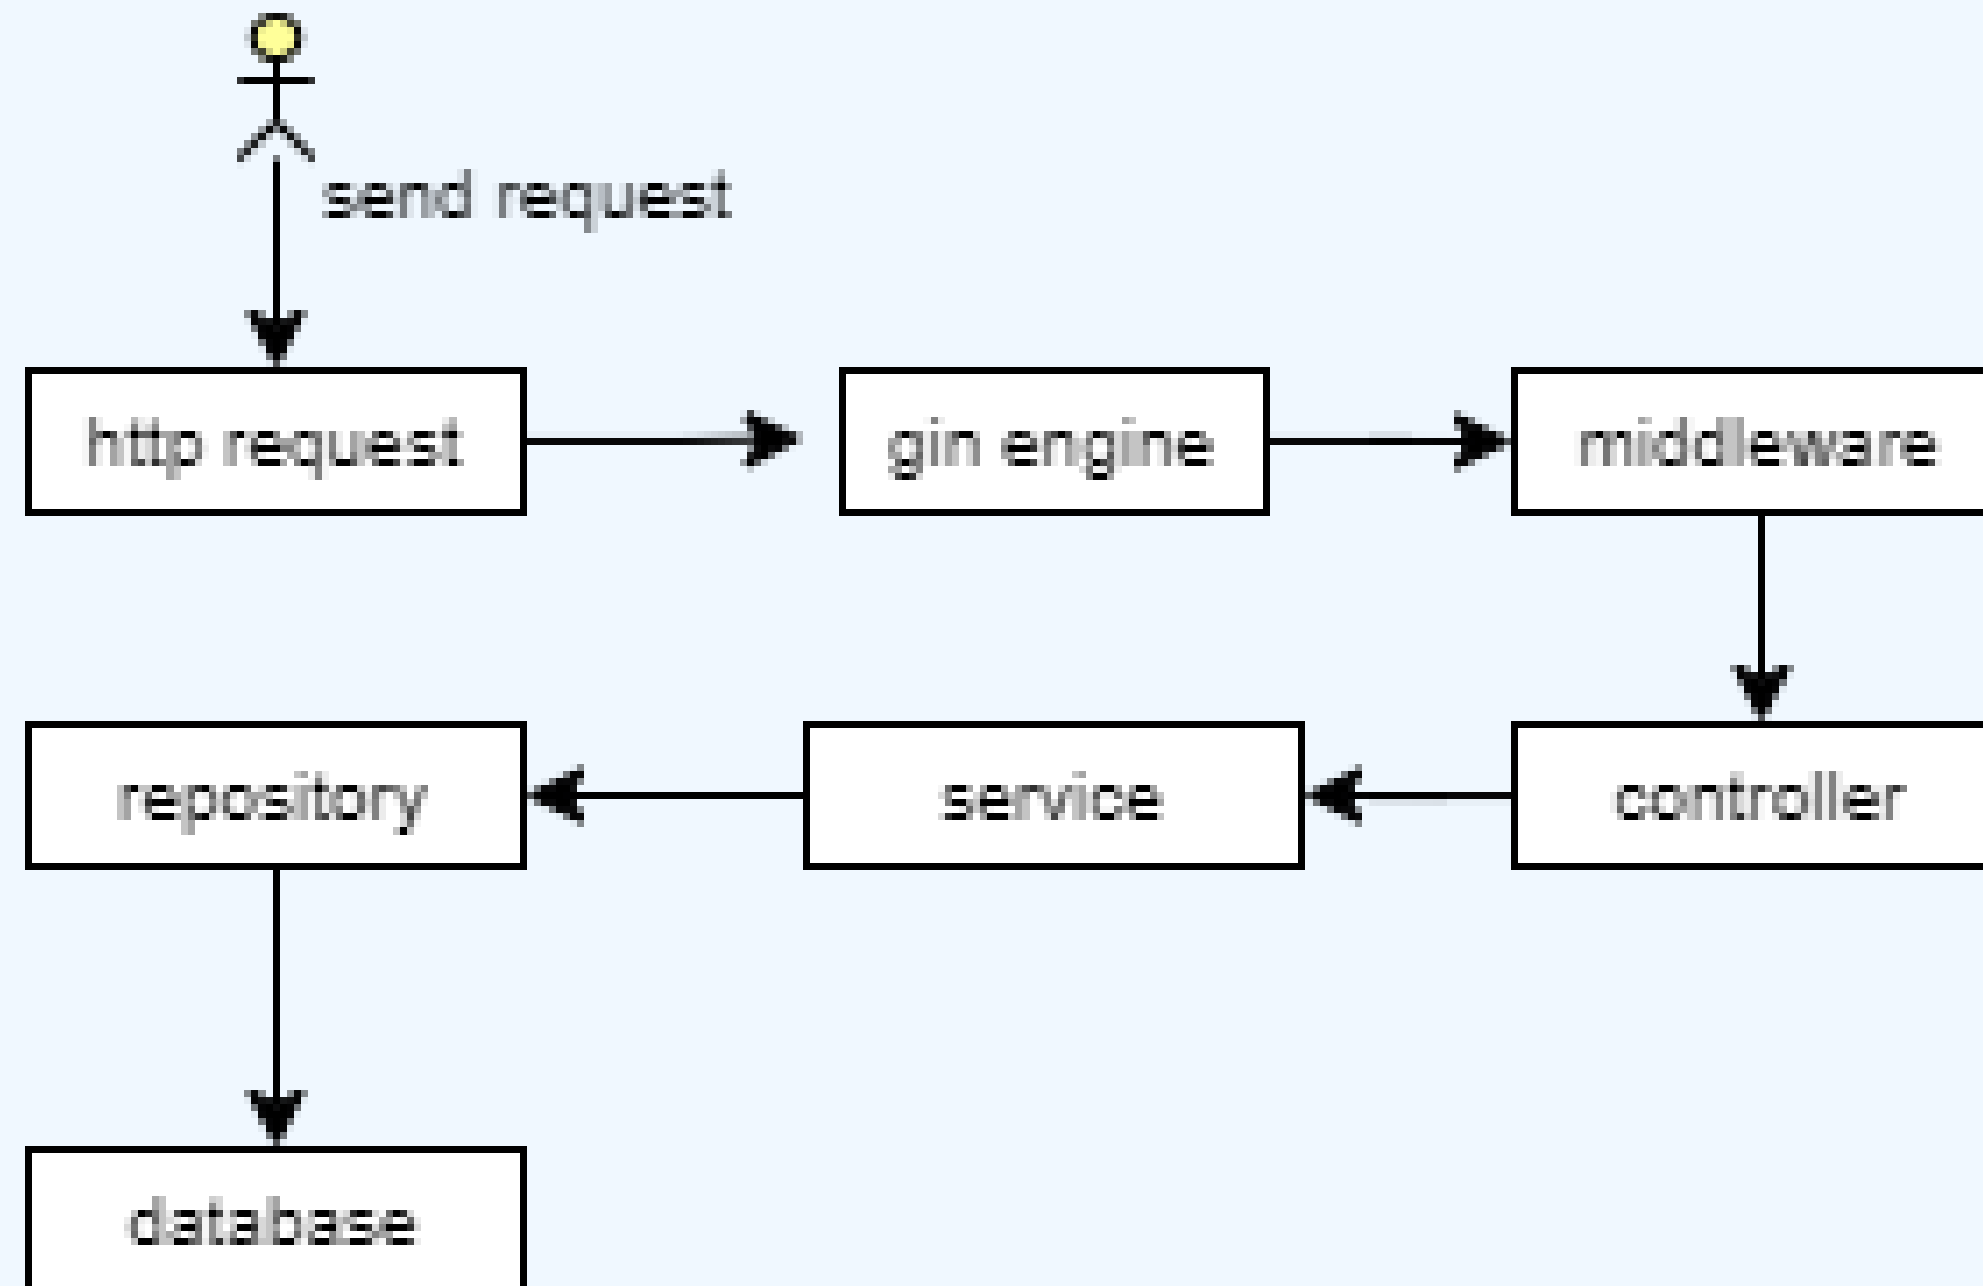 send request
http request
gin engine
middleware
repository
service
controller
database